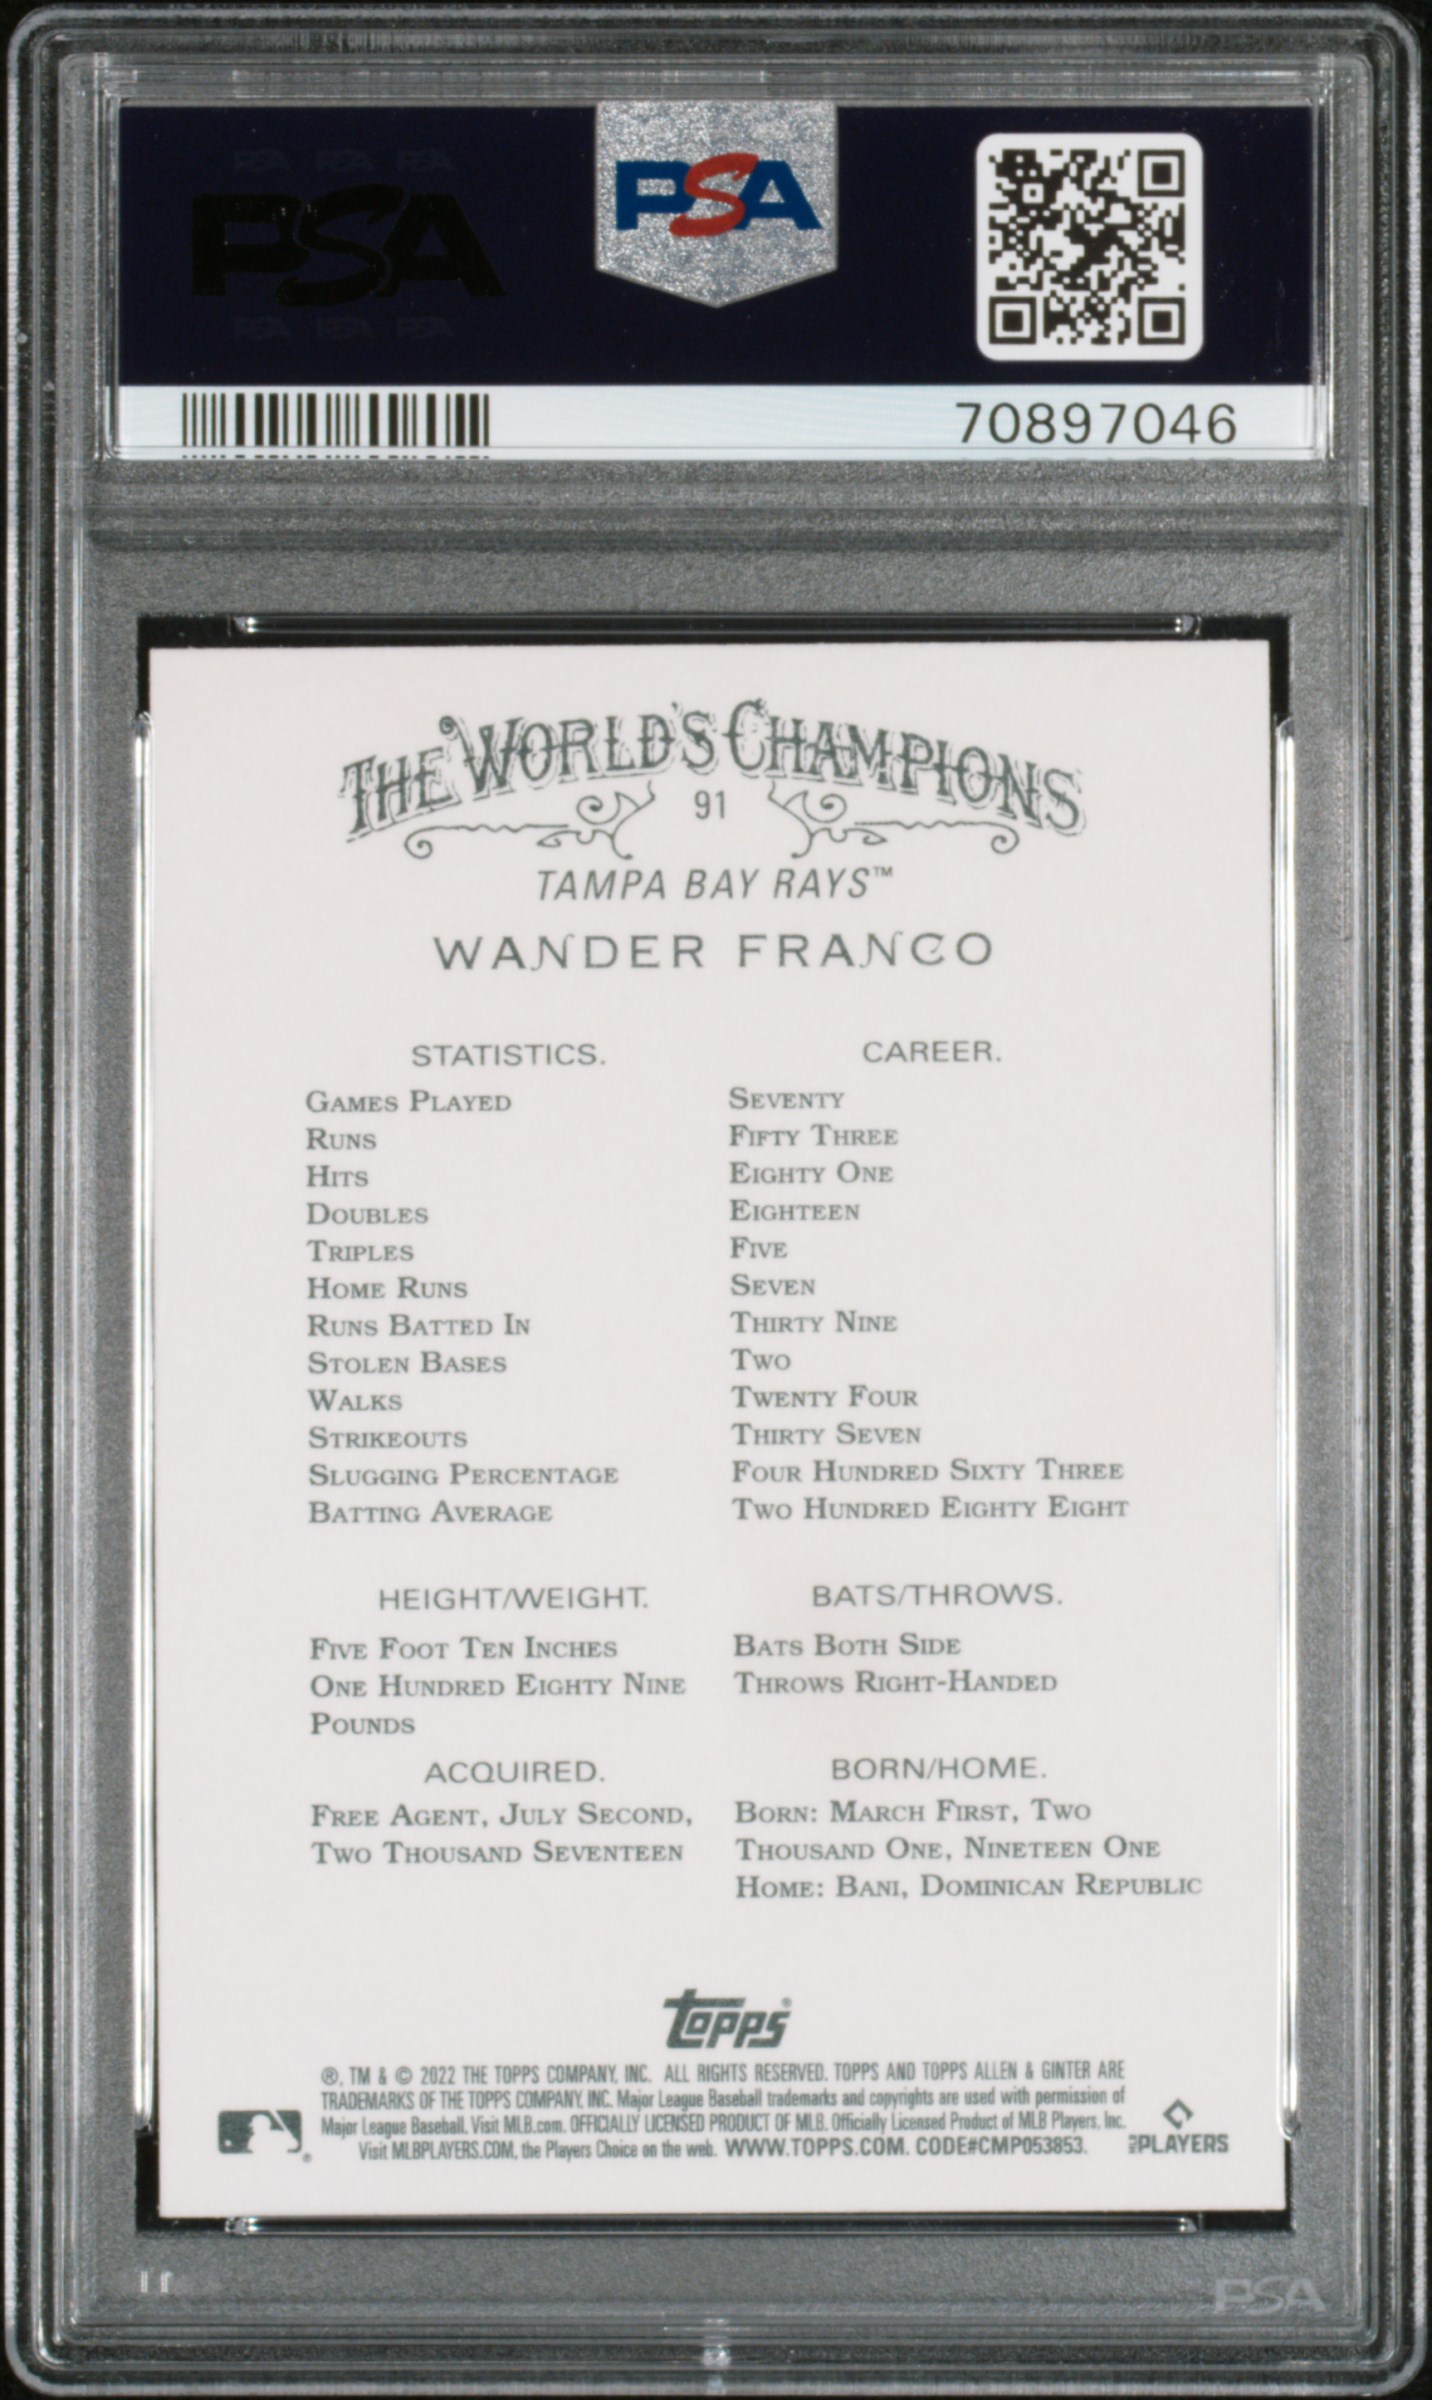 PSA PSA PSA
PSA
PSA PSA PSA
PSA
70897046
THE WORLD'S CHAMPIONS
91
TAMPA BAY RAYS™
WANDER FRANCO
STATISTICS. CAREER.
GAMES PLAYED SEVENTY
RUNS FIFTY THREE
HITS EIGHTY ONE
DOUBLES EIGHTEEN
TRIPLES FIVE
HOME RUNS SEVEN
RUNS BATTED IN THIRTY NINE
STOLEN BASES TWO
WALKS TWENTY FOUR
STRIKEOUTS THIRTY SEVEN
SLUGGING PERCENTAGE FOUR HUNDRED SIXTY THREE
BATTING AVERAGE TWO HUNDRED EIGHTY EIGHT
HEIGHT/WEIGHT.
FIVE FOOT TEN INCHES
ONE HUNDRED EIGHTY NINE
POUNDS
BATS/THROWS.
BATS BOTH SIDE
THROWS RIGHT-HANDED
ACQUIRED.
FREE AGENT, JULY SECOND,
TWO THOUSAND SEVENTEEN
BORN/HOME.
BORN: MARCH FIRST, TWO
THOUSAND ONE, NINETEEN ONE
HOME: BANI, DOMINICAN REPUBLIC
topps®
®, TM & © 2022 THE TOPPS COMPANY, INC. ALL RIGHTS RESERVED. TOPPS AND TOPPS ALLEN & GINTER ARE
TRADEMARKS OF THE TOPPS COMPANY, INC. Major League Baseball trademarks and copyrights are used with permission of
Major League Baseball. Visit MLB.com. OFFICIALLY LICENSED PRODUCT OF MLB. Officially Licensed Product of MLB Players, Inc.
Visit MLBPLAYERS.COM, the Players Choice on the web. WWW.TOPPS.COM. CODE#CMP053853.
®
MLB PLAYERS
PSA